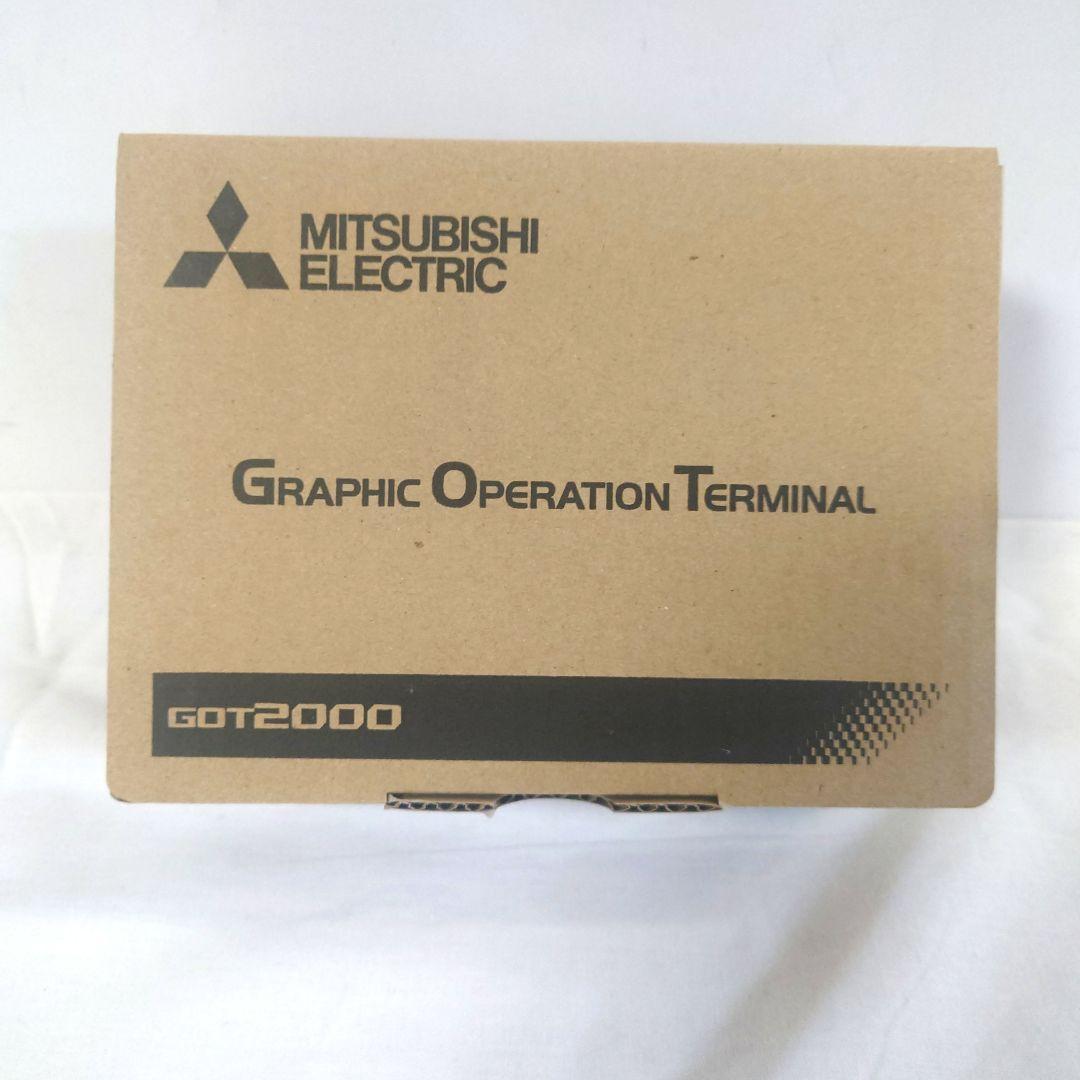 MITSUBISHI
ELECTRIC
GRAPHIC OPERATION TERMINAL
GOT2000